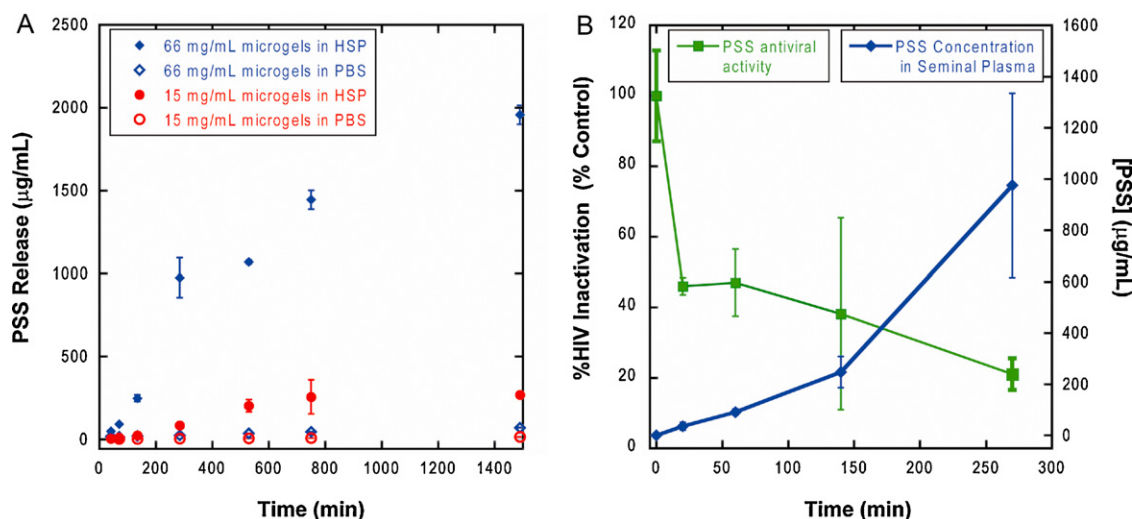 A
PSS Release (µg/mL)
2500
2000
1500
1000
500
0
66 mg/mL microgels in HSP
66 mg/mL microgels in PBS
15 mg/mL microgels in HSP
15 mg/mL microgels in PBS
0 200 400 600 800 1000 1200 1400
Time (min)
B
%HIV Inactivation (% Control)
120
100
80
60
40
20
0
PSS antiviral
activity
PSS Concentration
in Seminal Plasma
1600
1400
1200
1000
800
600
400
200
0
[PSS] (µg/mL)
0 50 100 150 200 250 300
Time (min)